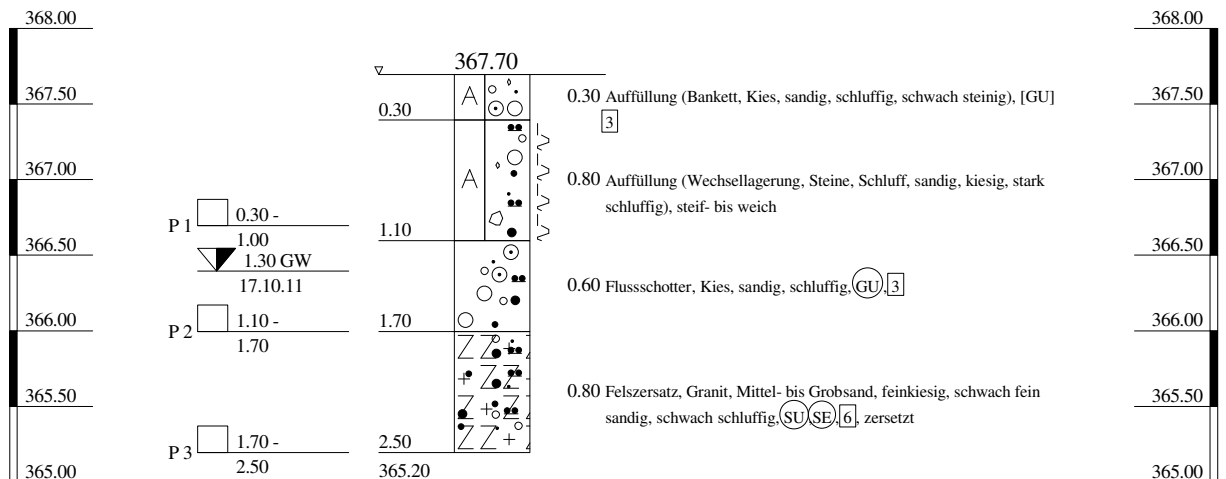 368.00
368.00
367.70
367.50
0.30
A
0.30 Auffüllung (Bankett, Kies, sandig, schluffig, schwach steinig), [GU]
3
367.50
367.00
A
0.80 Auffüllung (Wechsellagerung, Steine, Schluff, sandig, kiesig, stark
schluffig), steif- bis weich
367.00
P 1
0.30 -
1.00
1.10
366.50
1.30 GW
17.10.11
0.60 Flussschotter, Kies, sandig, schluffig, GU, 3
366.50
366.00
P 2
1.10 -
1.70
1.70
366.00
Z Z
Z Z
Z Z
Z Z
365.50
0.80 Felszersatz, Granit, Mittel- bis Grobsand, feinkiesig, schwach fein
sandig, schwach schluffig, SU, SE, 6, zersetzt
365.50
P 3
1.70 -
2.50
2.50
365.20
365.00
365.00